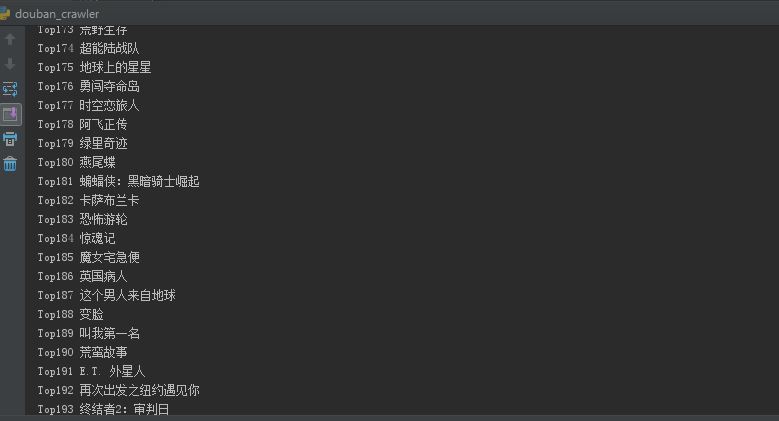 douban_crawler
Top173 荒野生存
Top174 超能陆战队
Top175 地球上的星星
Top176 勇闯夺命岛
Top177 时空恋旅人
Top178 阿飞正传
Top179 绿里奇迹
Top180 燕尾蝶
Top181 蝙蝠侠：黑暗骑士崛起
Top182 卡萨布兰卡
Top183 恐怖游轮
Top184 惊魂记
Top185 魔女宅急便
Top186 英国病人
Top187 这个男人来自地球
Top188 变脸
Top189 叫我第一名
Top190 荒蛮故事
Top191 E.T. 外星人
Top192 再次出发之纽约遇见你
Top193 终结者2：审判日